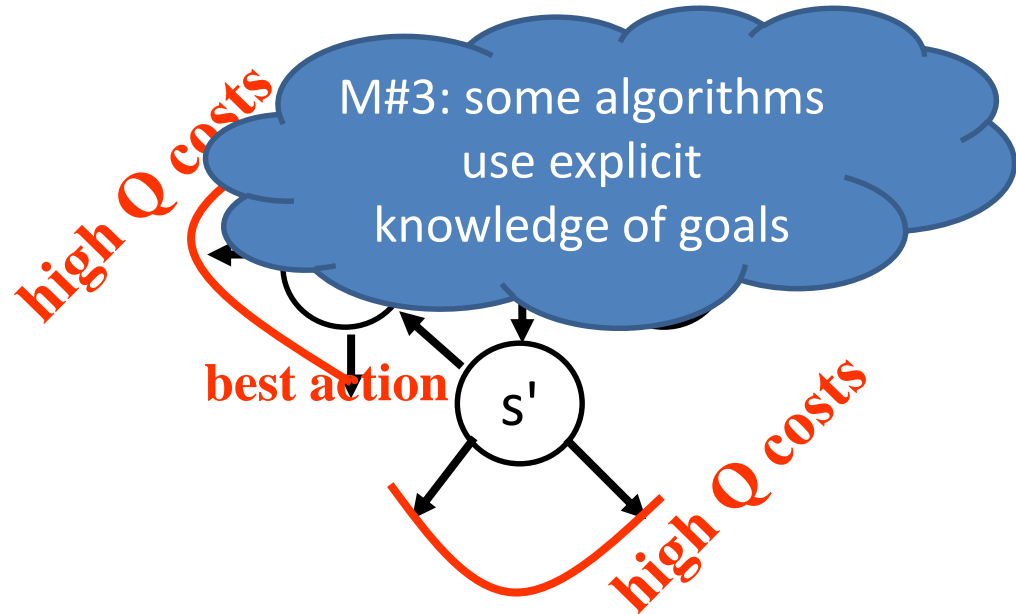 M#3: some algorithms
use explicit
knowledge of goals
high Q costs
best action
s'
high Q costs